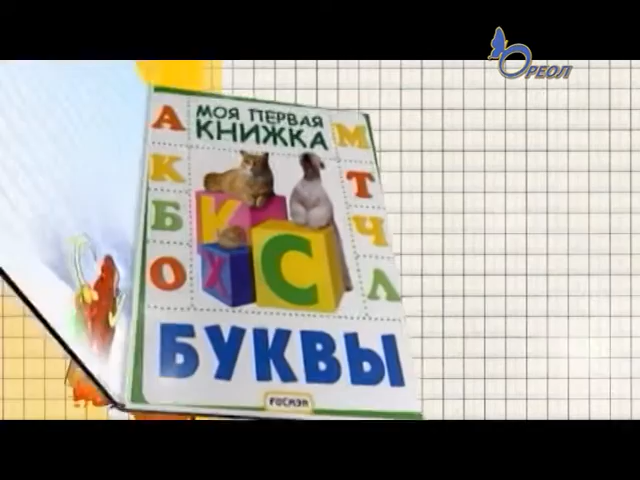 ОРЕОЛ
МОЯ ПЕРВАЯ
КНИЖКА
А М
К Т
Б Ч
О Л
К
Х С
БУКВЫ
РОСМЭН